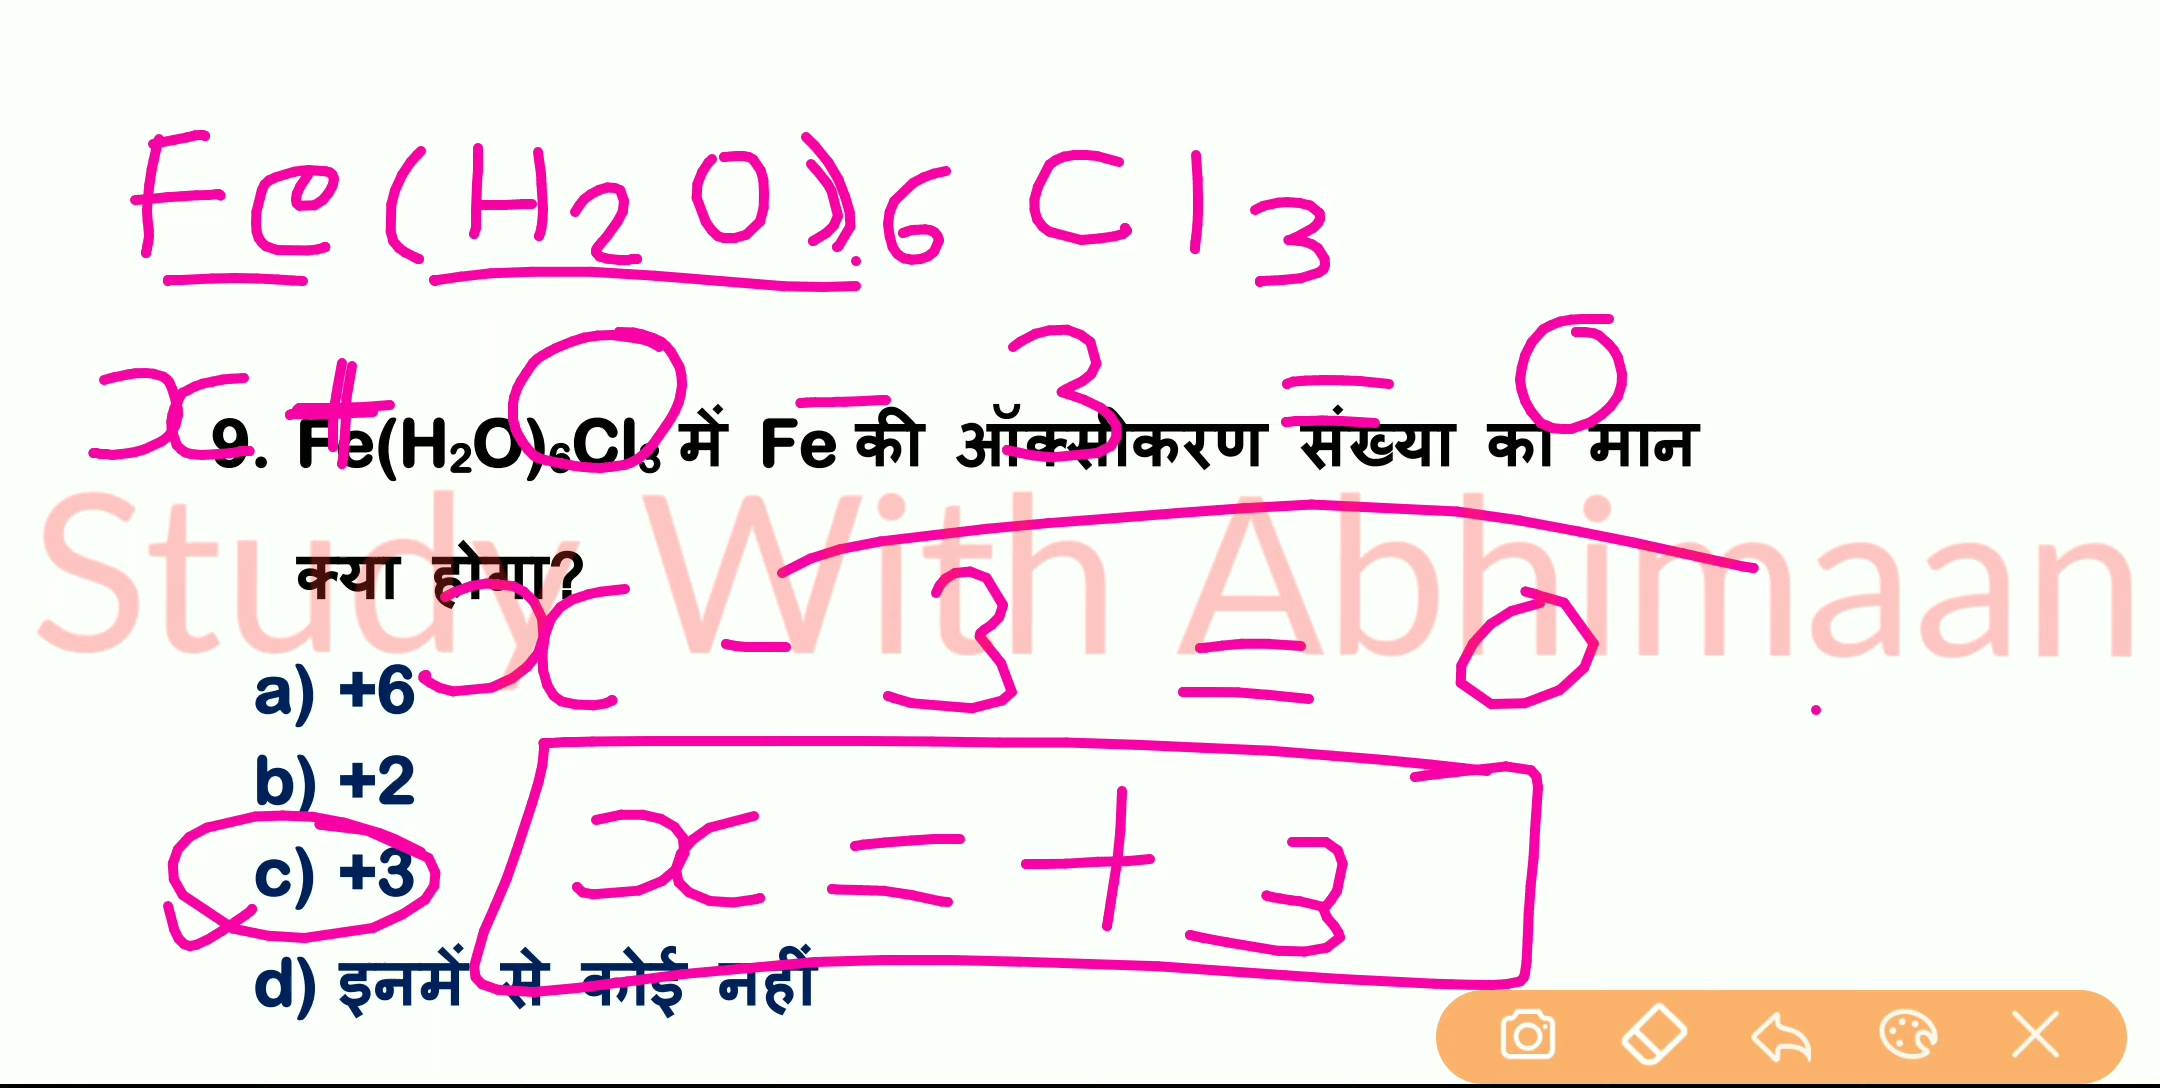 Fe(H2O)6Cl3
x + 0 - 3 = 0
9. Fe(H₂O)₆Cl₃ में Fe की ऑक्सीकरण संख्या का मान
Study With Abhimaan
क्या होगा?
x - 3 = 0
a) +6
b) +2
x = +3
c) +3
d) इनमें से कोई नहीं